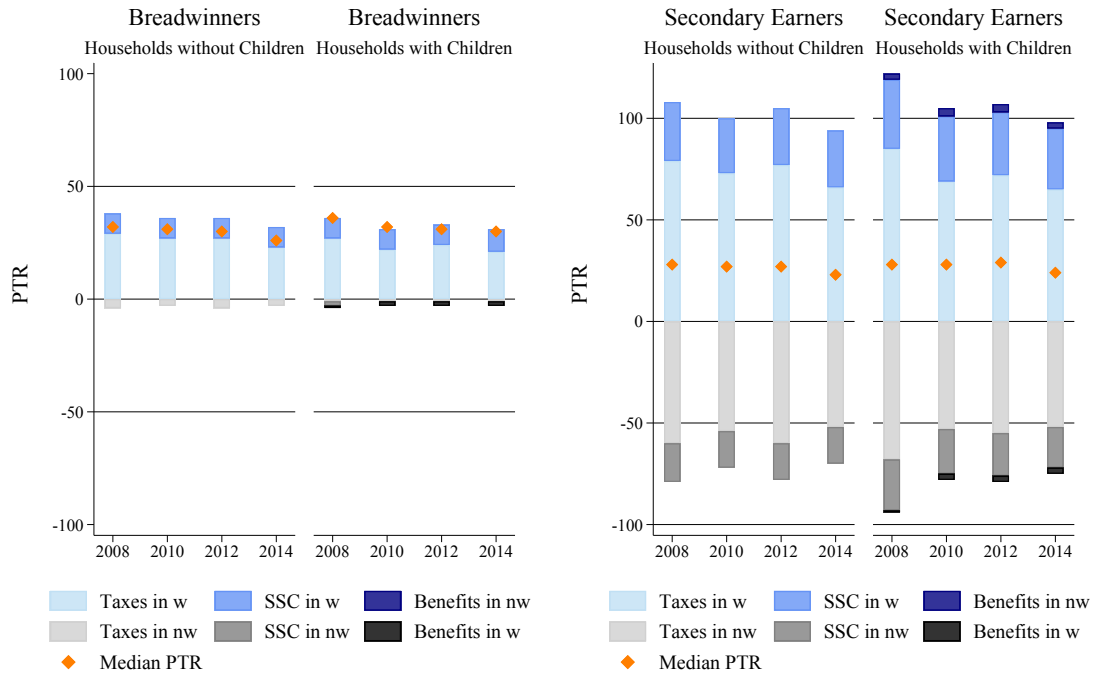 Breadwinners
Breadwinners
Households without Children
Households with Children
100
50
0
-50
-100
PTR
2008 2010 2012 2014
2008 2010 2012 2014
Taxes in w
SSC in w
Benefits in nw
Taxes in nw
SSC in nw
Benefits in w
Median PTR
Secondary Earners
Secondary Earners
Households without Children
Households with Children
100
50
0
-50
-100
PTR
2008 2010 2012 2014
2008 2010 2012 2014
Taxes in w
SSC in w
Benefits in nw
Taxes in nw
SSC in nw
Benefits in w
Median PTR